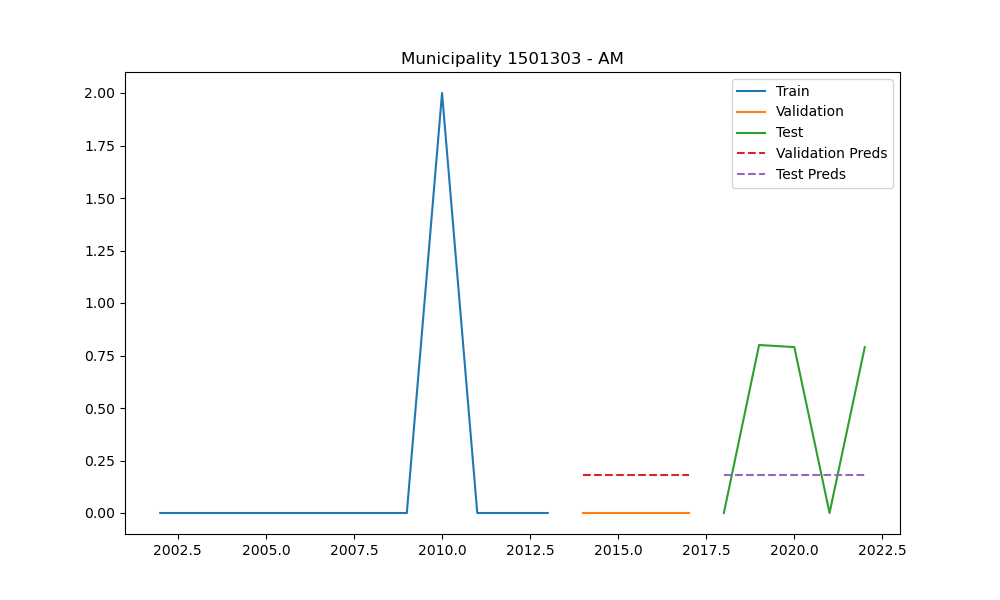 Municipality 1501303 - AM
Train
Validation
Test
Validation Preds
Test Preds
2.00
1.75
1.50
1.25
1.00
0.75
0.50
0.25
0.00
2002.5 2005.0 2007.5 2010.0 2012.5 2015.0 2017.5 2020.0 2022.5